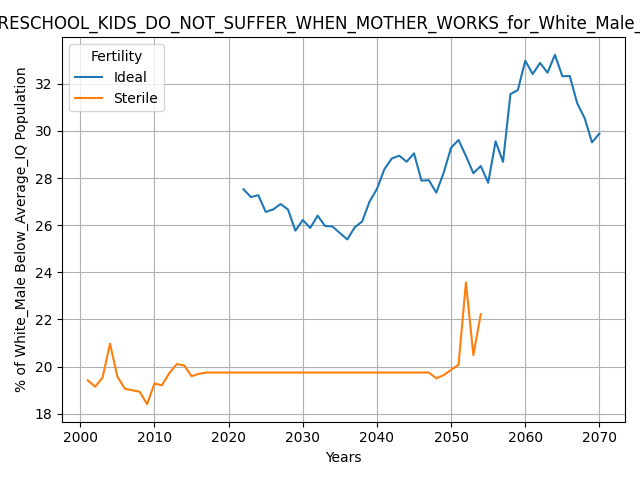 RESCHOOL_KIDS_DO_NOT_SUFFER_WHEN_MOTHER_WORKS_for_White_Male_
Fertility
Ideal
Sterile
% of White_Male Below_Average_IQ Population
32
30
28
26
24
22
20
18
2000 2010 2020 2030 2040 2050 2060 2070
Years